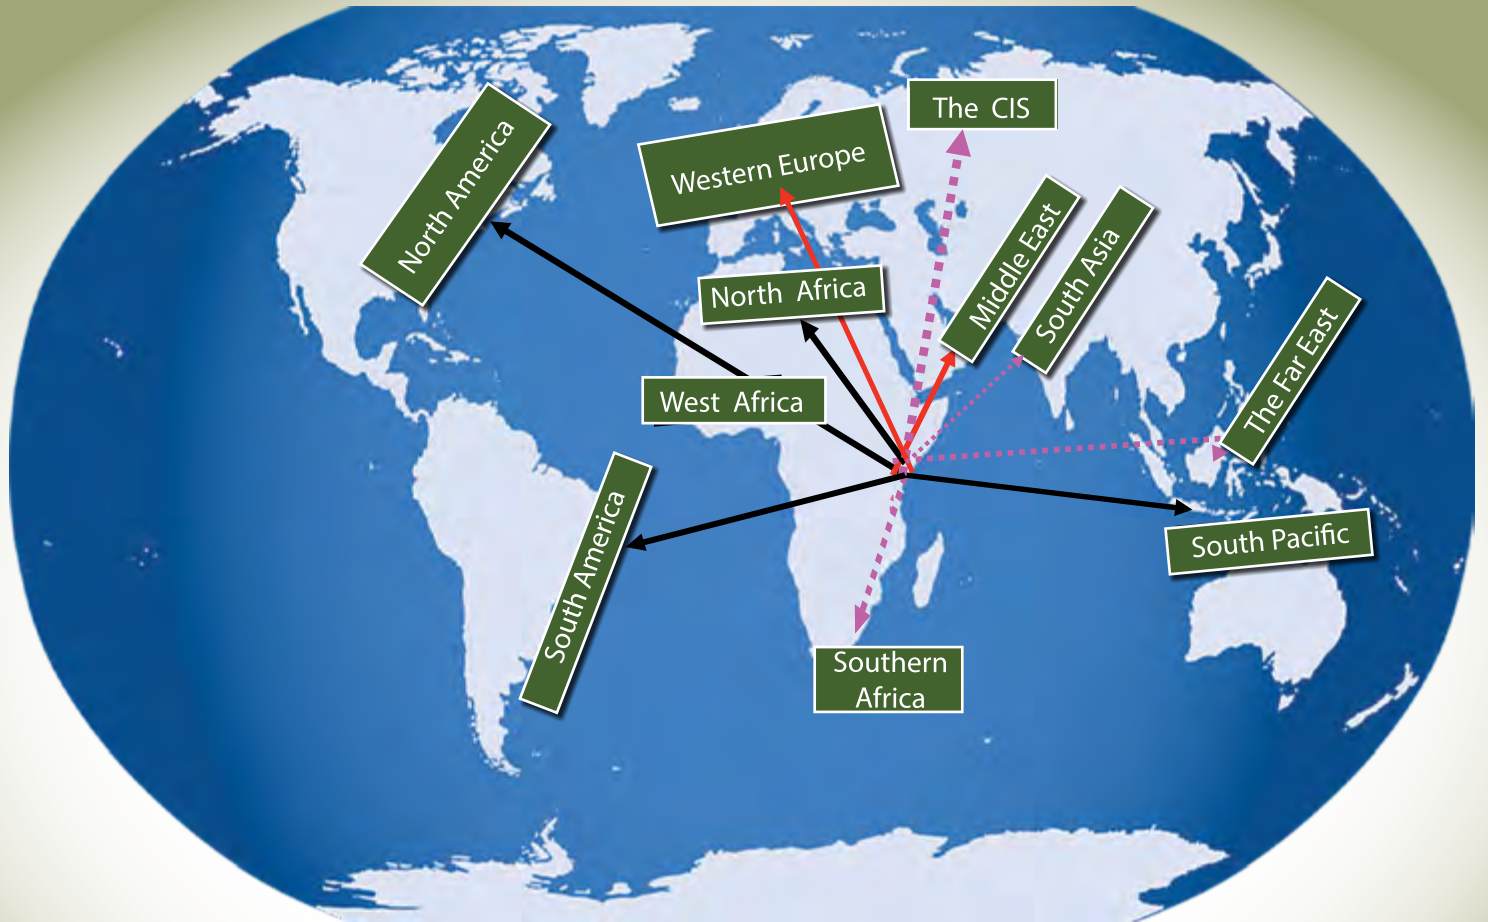 The CIS
Western Europe
North America
Middle East
South Asia
North Africa
The Far East
West Africa
South America
South Pacific
Southern
Africa